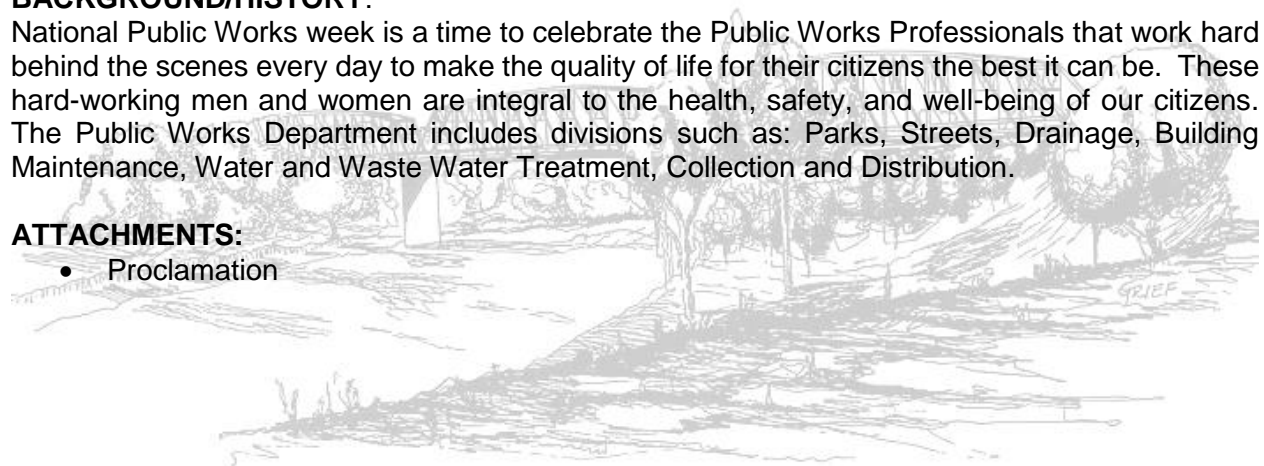 BACKGROUND/HISTORY:
National Public Works week is a time to celebrate the Public Works Professionals that work hard
behind the scenes every day to make the quality of life for their citizens the best it can be. These
hard-working men and women are integral to the health, safety, and well-being of our citizens.
The Public Works Department includes divisions such as: Parks, Streets, Drainage, Building
Maintenance, Water and Waste Water Treatment, Collection and Distribution.
ATTACHMENTS:
• Proclamation
GRIEF